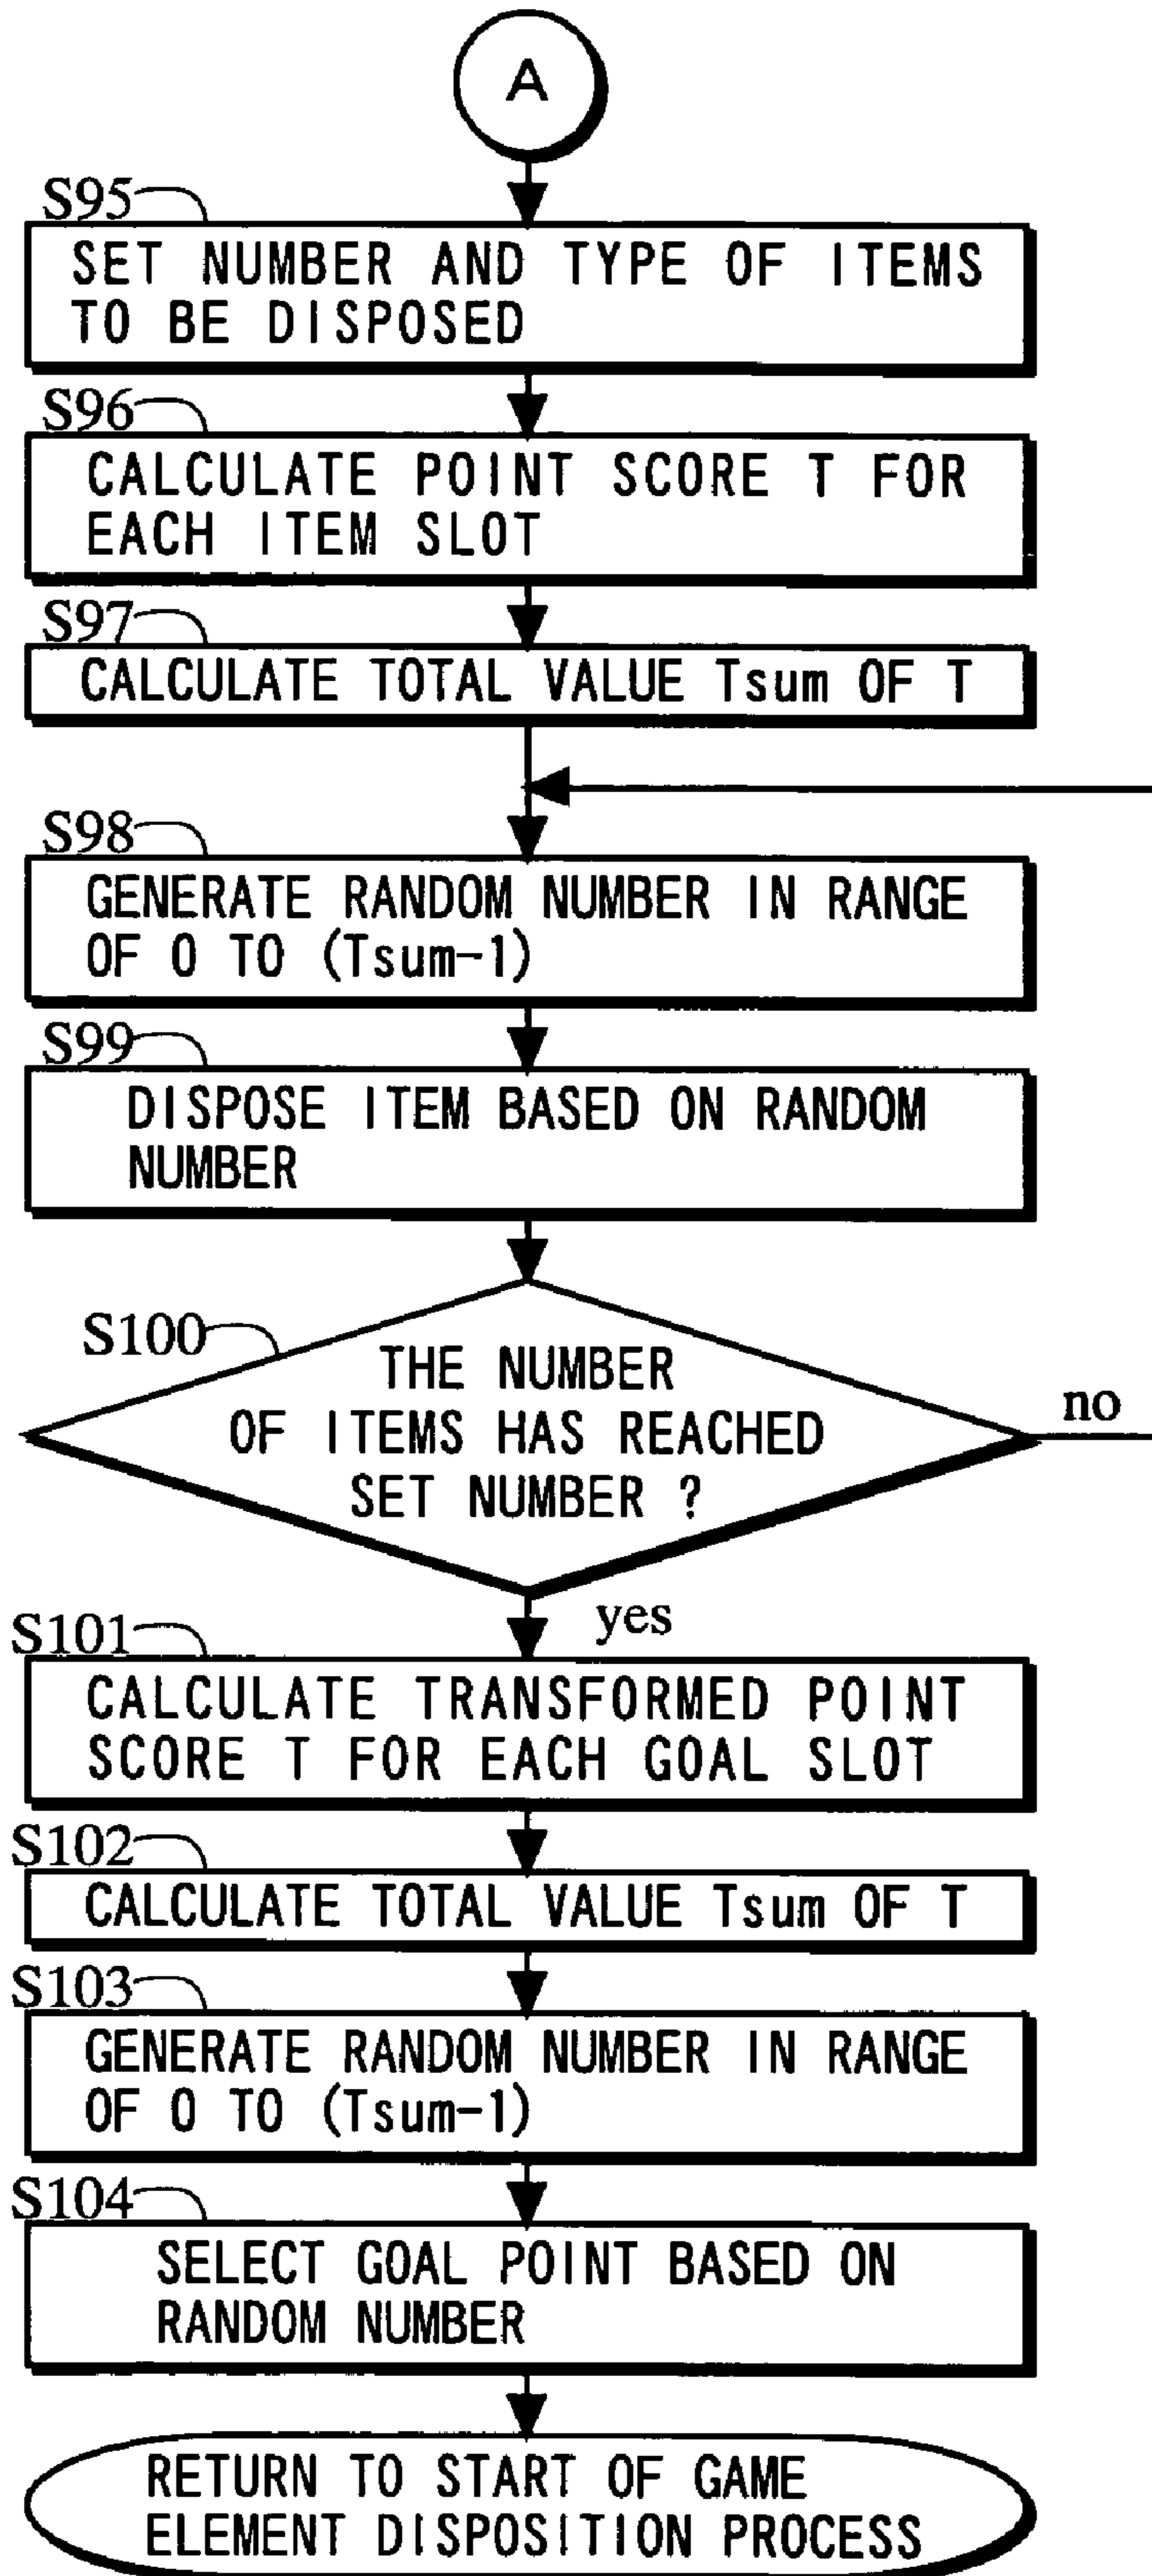 A
S95
SET NUMBER AND TYPE OF ITEMS
TO BE DISPOSED
S96
CALCULATE POINT SCORE T FOR
EACH ITEM SLOT
S97
CALCULATE TOTAL VALUE Tsum OF T
S98
GENERATE RANDOM NUMBER IN RANGE
OF 0 TO (Tsum-1)
S99
DISPOSE ITEM BASED ON RANDOM
NUMBER
S100
THE NUMBER
OF ITEMS HAS REACHED
SET NUMBER ?
no
yes
S101
CALCULATE TRANSFORMED POINT
SCORE T FOR EACH GOAL SLOT
S102
CALCULATE TOTAL VALUE Tsum OF T
S103
GENERATE RANDOM NUMBER IN RANGE
OF 0 TO (Tsum-1)
S104
SELECT GOAL POINT BASED ON
RANDOM NUMBER
RETURN TO START OF GAME
ELEMENT DISPOSITION PROCESS